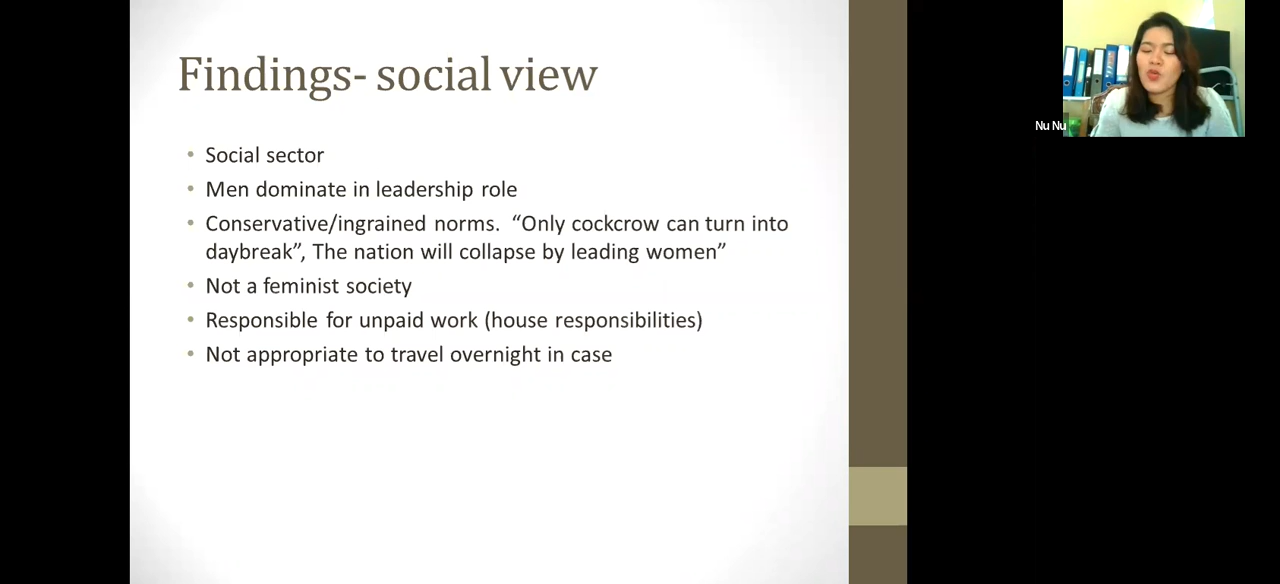 Findings- social view
• Social sector
• Men dominate in leadership role
• Conservative/ingrained norms.  “Only cockcrow can turn into
daybreak”, The nation will collapse by leading women”
• Not a feminist society
• Responsible for unpaid work (house responsibilities)
• Not appropriate to travel overnight in case
Nu Nu